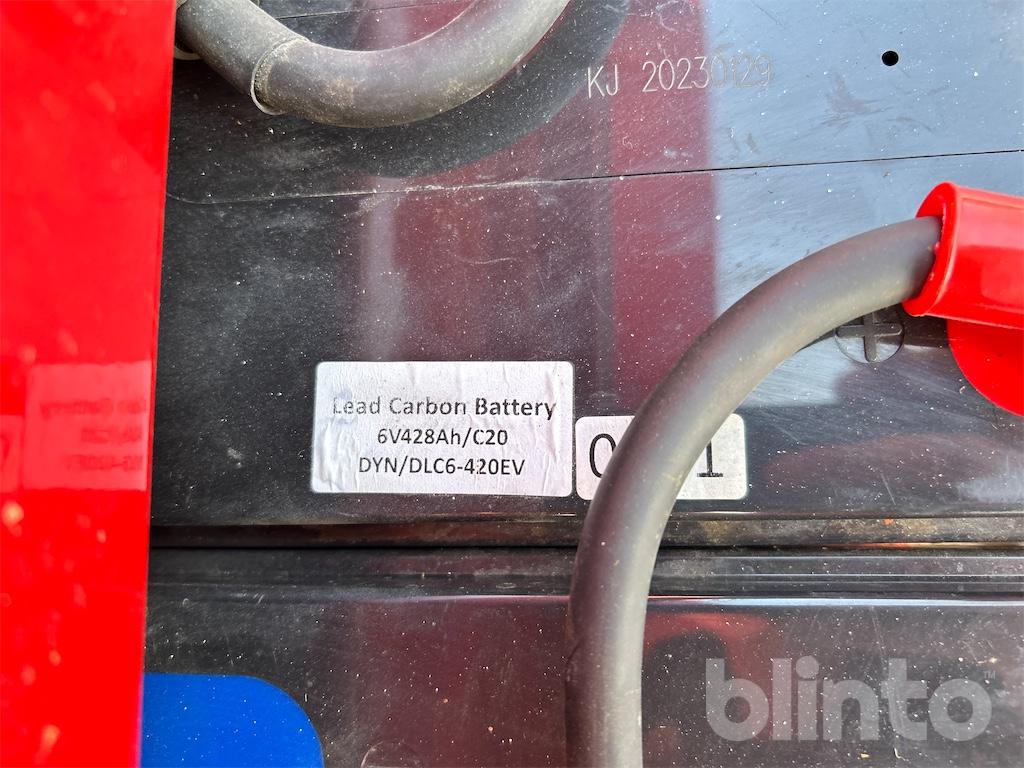 KJ 20230129
Lead Carbon Battery
6V428Ah/C20
DYN/DLC6-420EV
blinto